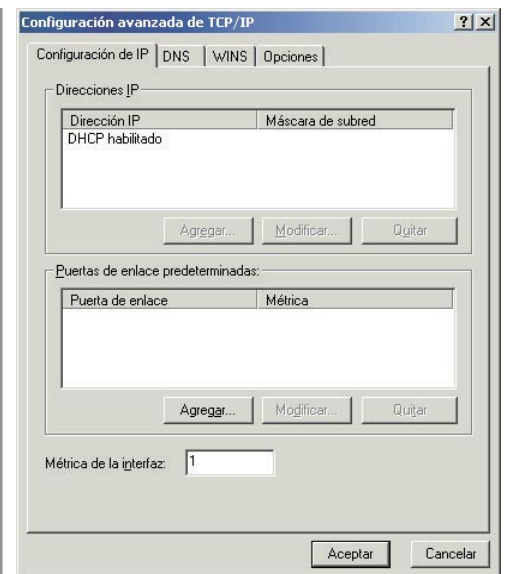 Configuración avanzada de TCP/IP
Configuración de IP DNS WINS Opciones
Direcciones IP
Dirección IP Máscara de subred
DHCP habilitado
Agregar... Modificar... Quitar
Puertas de enlace predeterminadas:
Puerta de enlace Métrica
Agregar... Modificar... Quitar
Métrica de la interfaz: 1
Aceptar Cancelar